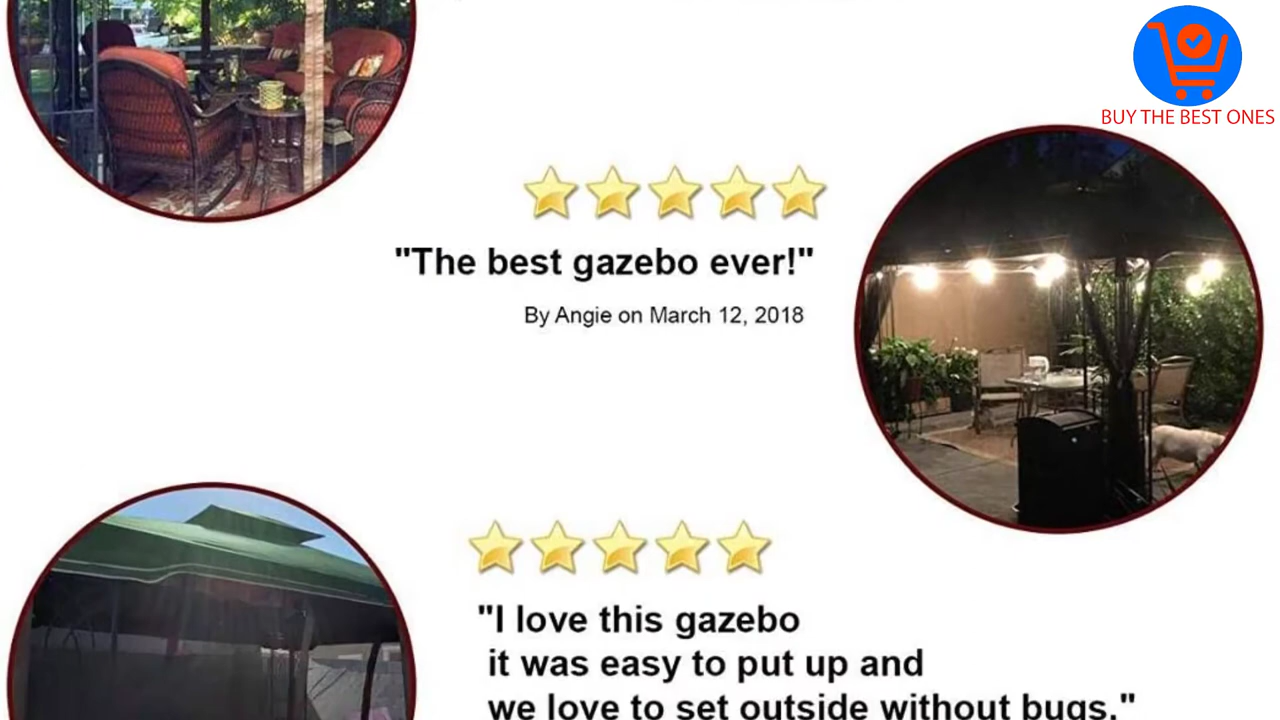 BUY THE BEST ONES
"The best gazebo ever!"
By Angie on March 12, 2018
"I love this gazebo
it was easy to put up and
we love to set outside without bugs."